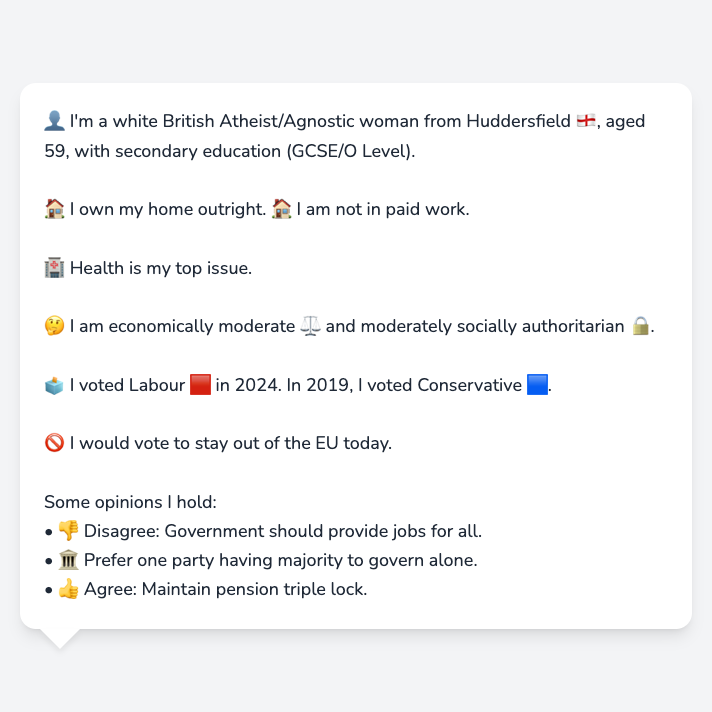 👤 I'm a white British Atheist/Agnostic woman from Huddersfield 🏴󠁧󠁢󠁥󠁮󠁧󠁿, aged
59, with secondary education (GCSE/O Level).
🏠 I own my home outright. 🏠 I am not in paid work.
🏥 Health is my top issue.
🤔 I am economically moderate ⚖️ and moderately socially authoritarian 🔒.
🗳️ I voted Labour 🟥 in 2024. In 2019, I voted Conservative 🟦.
🚫 I would vote to stay out of the EU today.
Some opinions I hold:
• 👎 Disagree: Government should provide jobs for all.
• 🏛️ Prefer one party having majority to govern alone.
• 👍 Agree: Maintain pension triple lock.